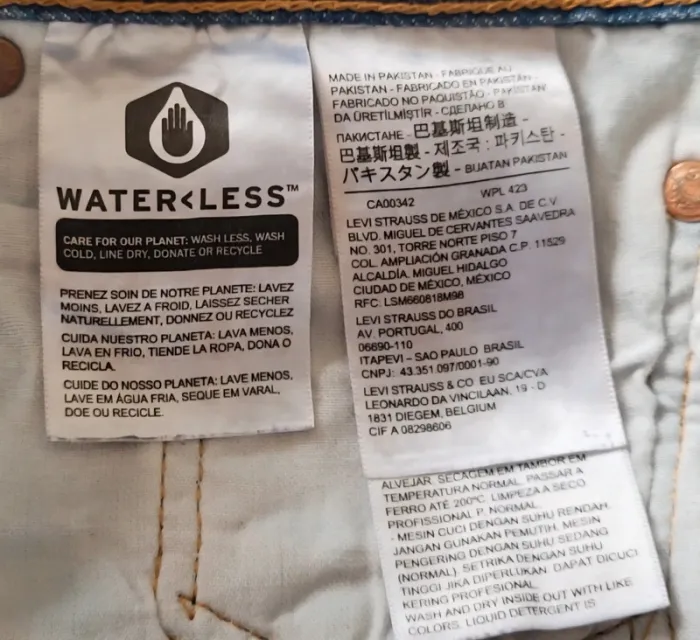 WATER<LESS™
CARE FOR OUR PLANET: WASH LESS, WASH
COLD, LINE DRY, DONATE OR RECYCLE
PRENEZ SOIN DE NOTRE PLANETE: LAVEZ
MOINS, LAVEZ A FROID, LAISSEZ SECHER
NATURELLEMENT, DONNEZ OU RECYCLEZ
CUIDA NUESTRO PLANETA: LAVA MENOS,
LAVA EN FRIO, TIENDE LA ROPA, DONA O
RECICLA.
CUIDE DO NOSSO PLANETA: LAVE MENOS,
LAVE EM ÁGUA FRIA, SEQUE EM VARAL,
DOE OU RECICLE.
MADE IN PAKISTAN - FABRIQUE AU
PAKISTAN - FABRICADO EN PAKISTÁN -
FABRICADO NO PAQUISTÃO - PAKISTAN'
DA ÜRETİLMİŞTİR - СДЕЛАНО В
ПАКИСТАНЕ - 巴基斯坦制造 -
巴基斯坦製 - 제조국 : 파키스탄 -
パキスタン製 - BUATAN PAKISTAN
CA00342 WPL 423
LEVI STRAUSS DE MÉXICO S.A. DE C.V.
BLVD. MIGUEL DE CERVANTES SAAVEDRA
NO. 301, TORRE NORTE PISO 7
COL. AMPLIACIÓN GRANADA C.P. 11529
ALCALDÍA. MIGUEL HIDALGO
CIUDAD DE MÉXICO, MÉXICO
RFC: LSM660818M98
LEVI STRAUSS DO BRASIL
AV. PORTUGAL, 400
06690-110
ITAPEVI - SAO PAULO BRASIL
CNPJ: 43.351.097/0001-90
LEVI STRAUSS & CO EU SCA/CVA
LEONARDO DA VINCILAAN, 19 - D
1831 DIEGEM, BELGIUM
CIF A 08298606
ALVEJAR. SECAGEM EM TAMBOR EM
TEMPERATURA NORMAL. PASSAR A
FERRO ATÉ 200ºC. LIMPEZA A SECO
PROFISSIONAL P. NORMAL.
- MESIN CUCI DENGAN SUHU RENDAH.
JANGAN GUNAKAN PEMUTIH. MESIN
PENGERING DENGAN SUHU SEDANG
(NORMAL). SETRIKA DENGAN SUHU
TINGGI JIKA DIPERLUKAN. DAPAT DICUCI
KERING PROFESIONAL.
WASH AND DRY INSIDE OUT WITH LIKE
COLORS. LIQUID DETERGENT IS